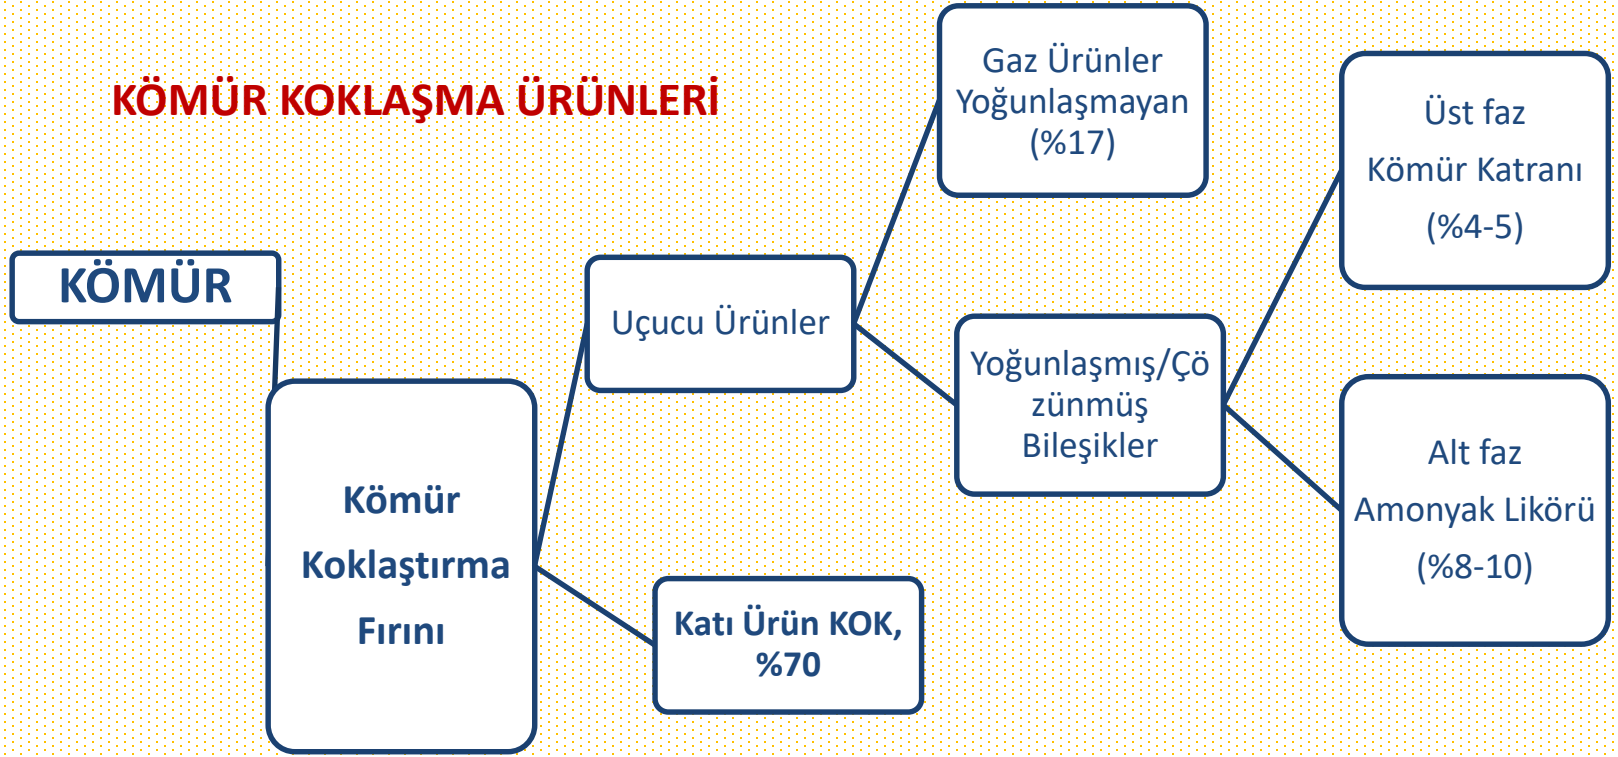 KÖMÜR KOKLAŞMA ÜRÜNLERİ
KÖMÜR
Kömür
Koklaştırma
Fırını
Uçucu Ürünler
Katı Ürün KOK,
%70
Gaz Ürünler
Yoğunlaşmayan
(%17)
Yoğunlaşmış/Çö
zünmüş
Bileşikler
Üst faz
Kömür Katranı
(%4-5)
Alt faz
Amonyak Likörü
(%8-10)